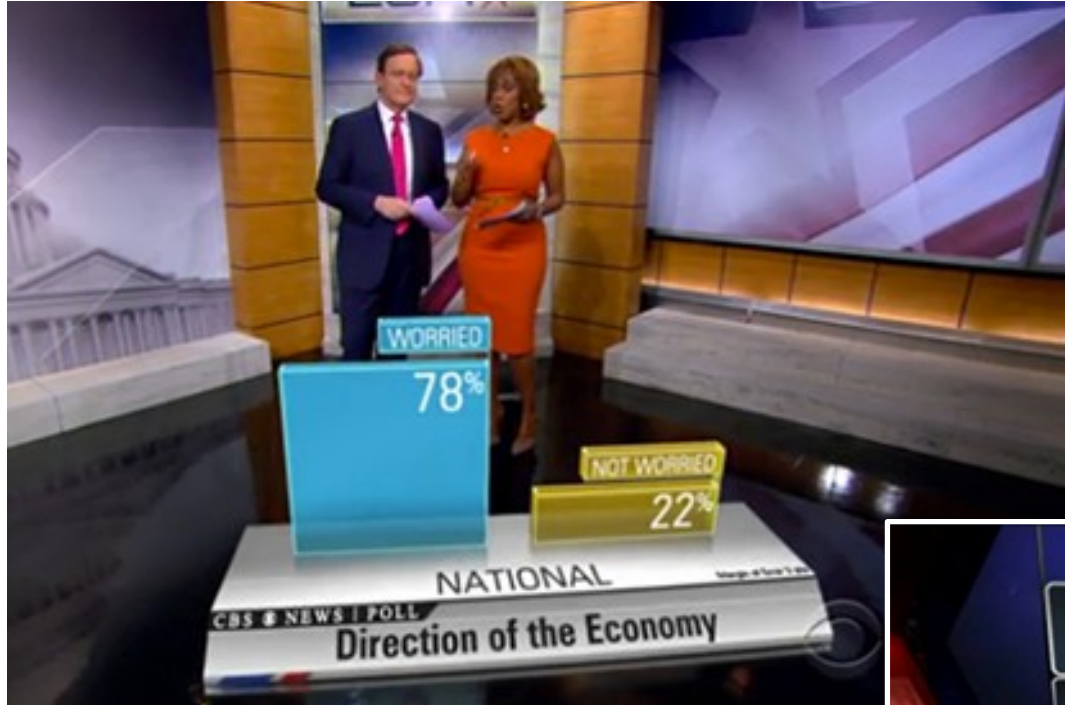 WORRIED
78%
NOT WORRIED
22%
NATIONAL
CBS NEWS | POLL
Direction of the Economy